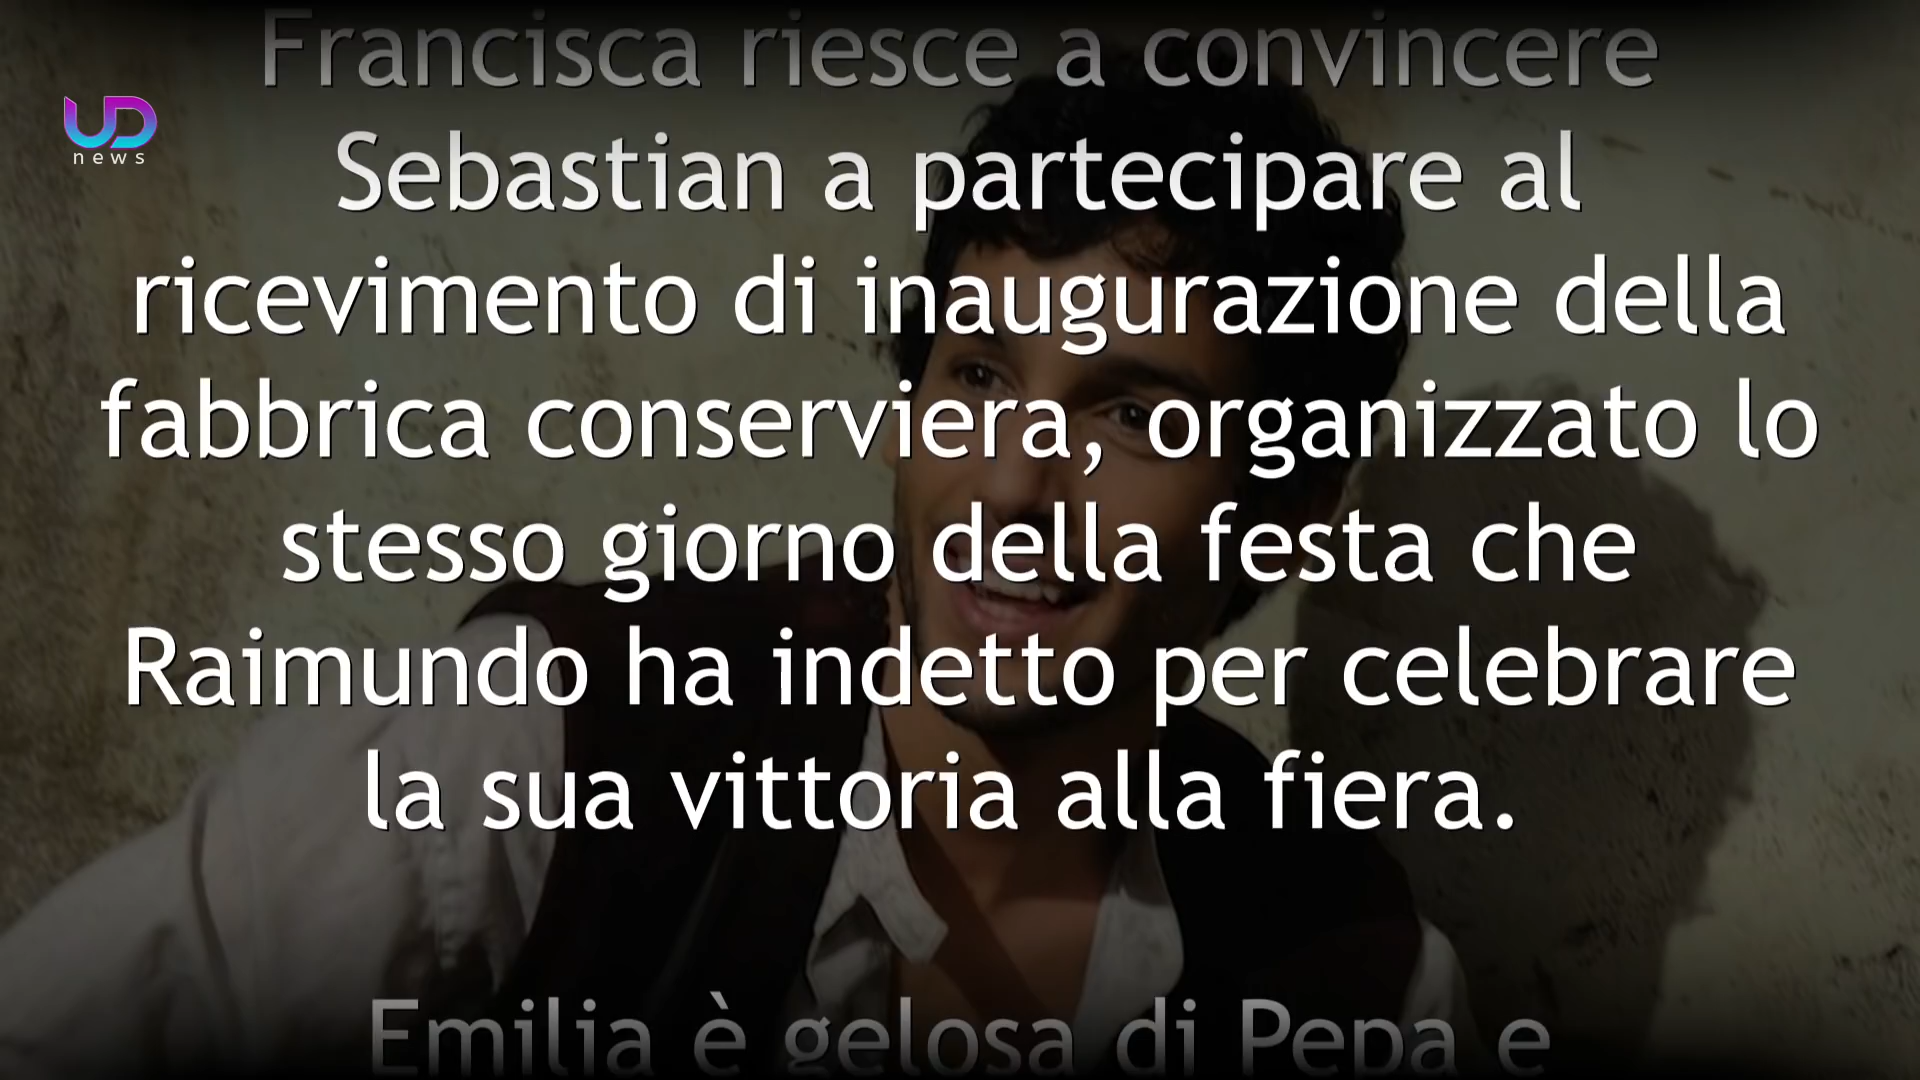 Francisca riesce a convincere
UD
news
Sebastian a partecipare al
ricevimento di inaugurazione della
fabbrica conserviera, organizzato lo
stesso giorno della festa che
Raimundo ha indetto per celebrare
la sua vittoria alla fiera.
Emilia è gelosa di Pepa e